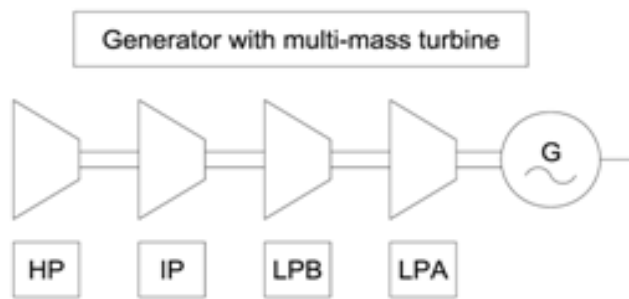 Generator with multi-mass turbine
G
HP
IP
LPB
LPA